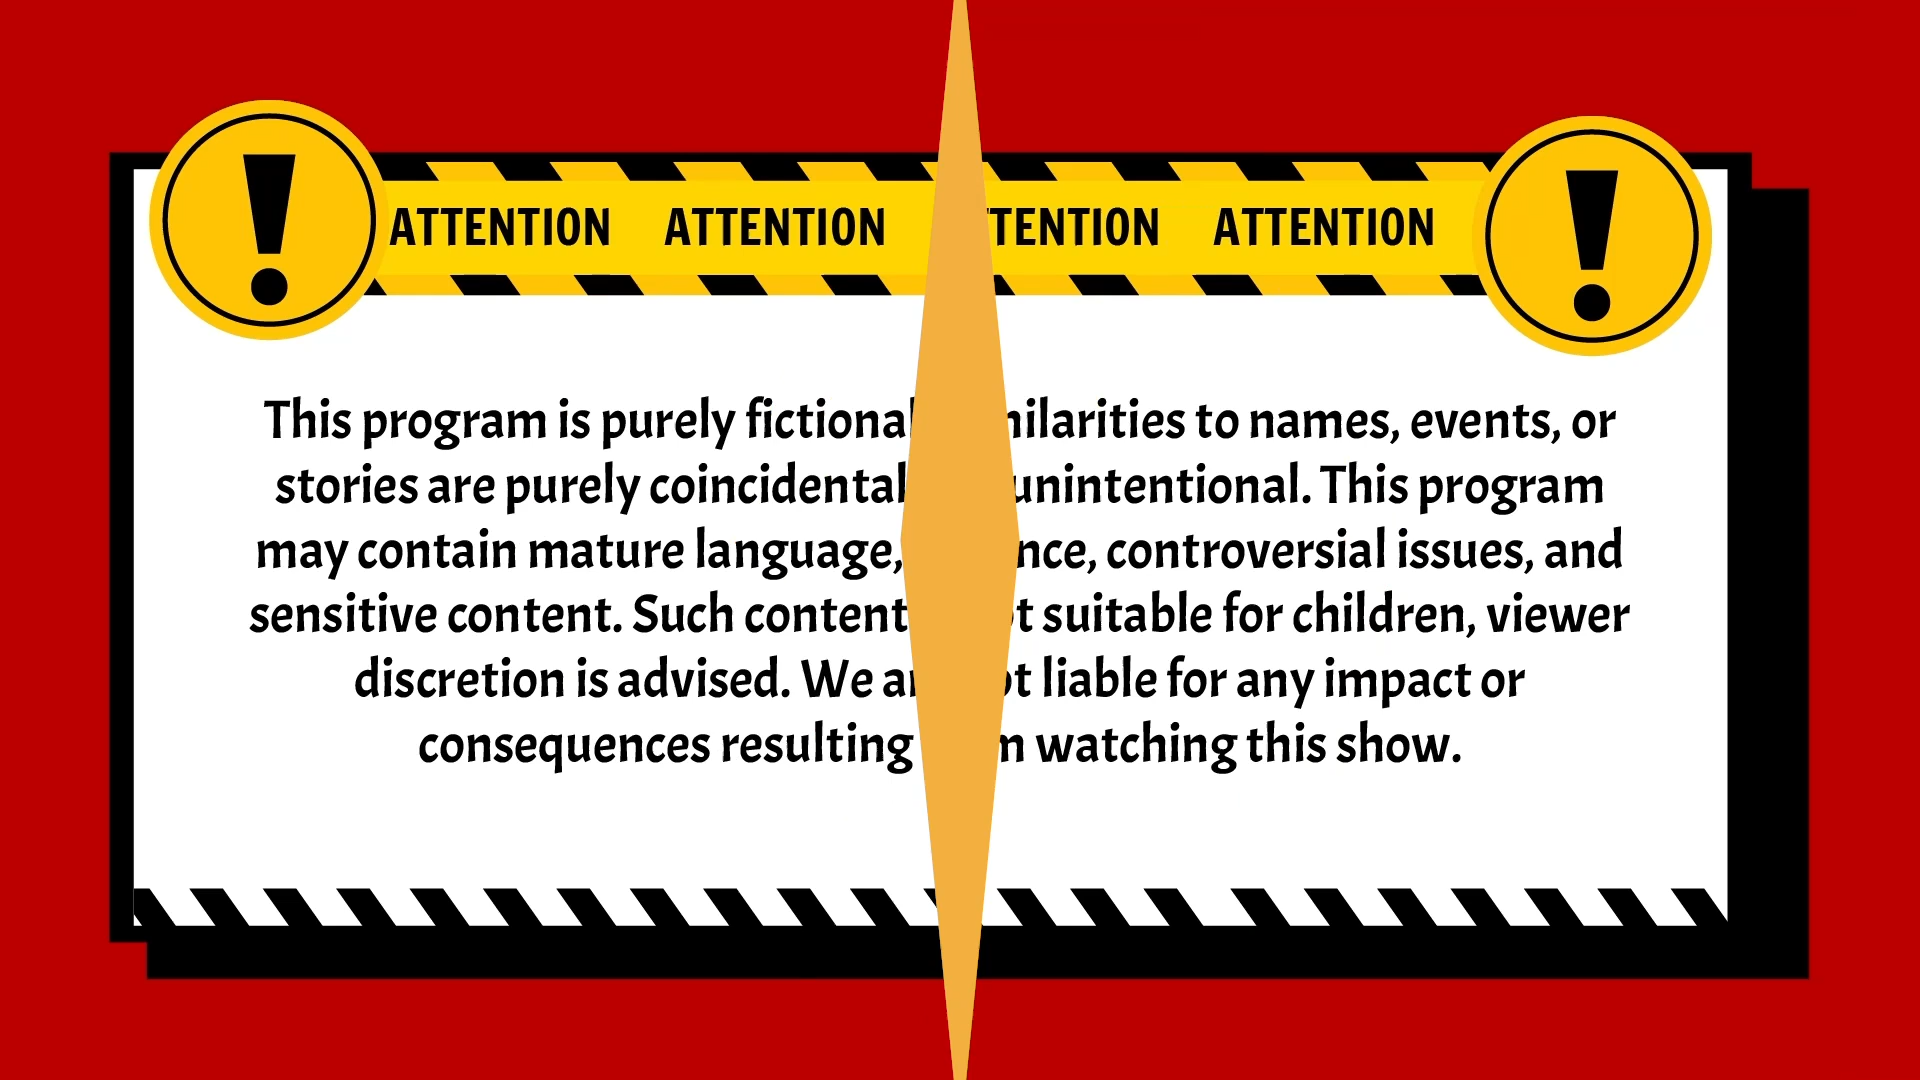 ATTENTION ATTENTION TENTION ATTENTION
This program is purely fictional similarities to names, events, or
stories are purely coincidental unintentional. This program
may contain mature language, controversial issues, and
sensitive content. Such content suitable for children, viewer
discretion is advised. We liable for any impact or
consequences resulting watching this show.